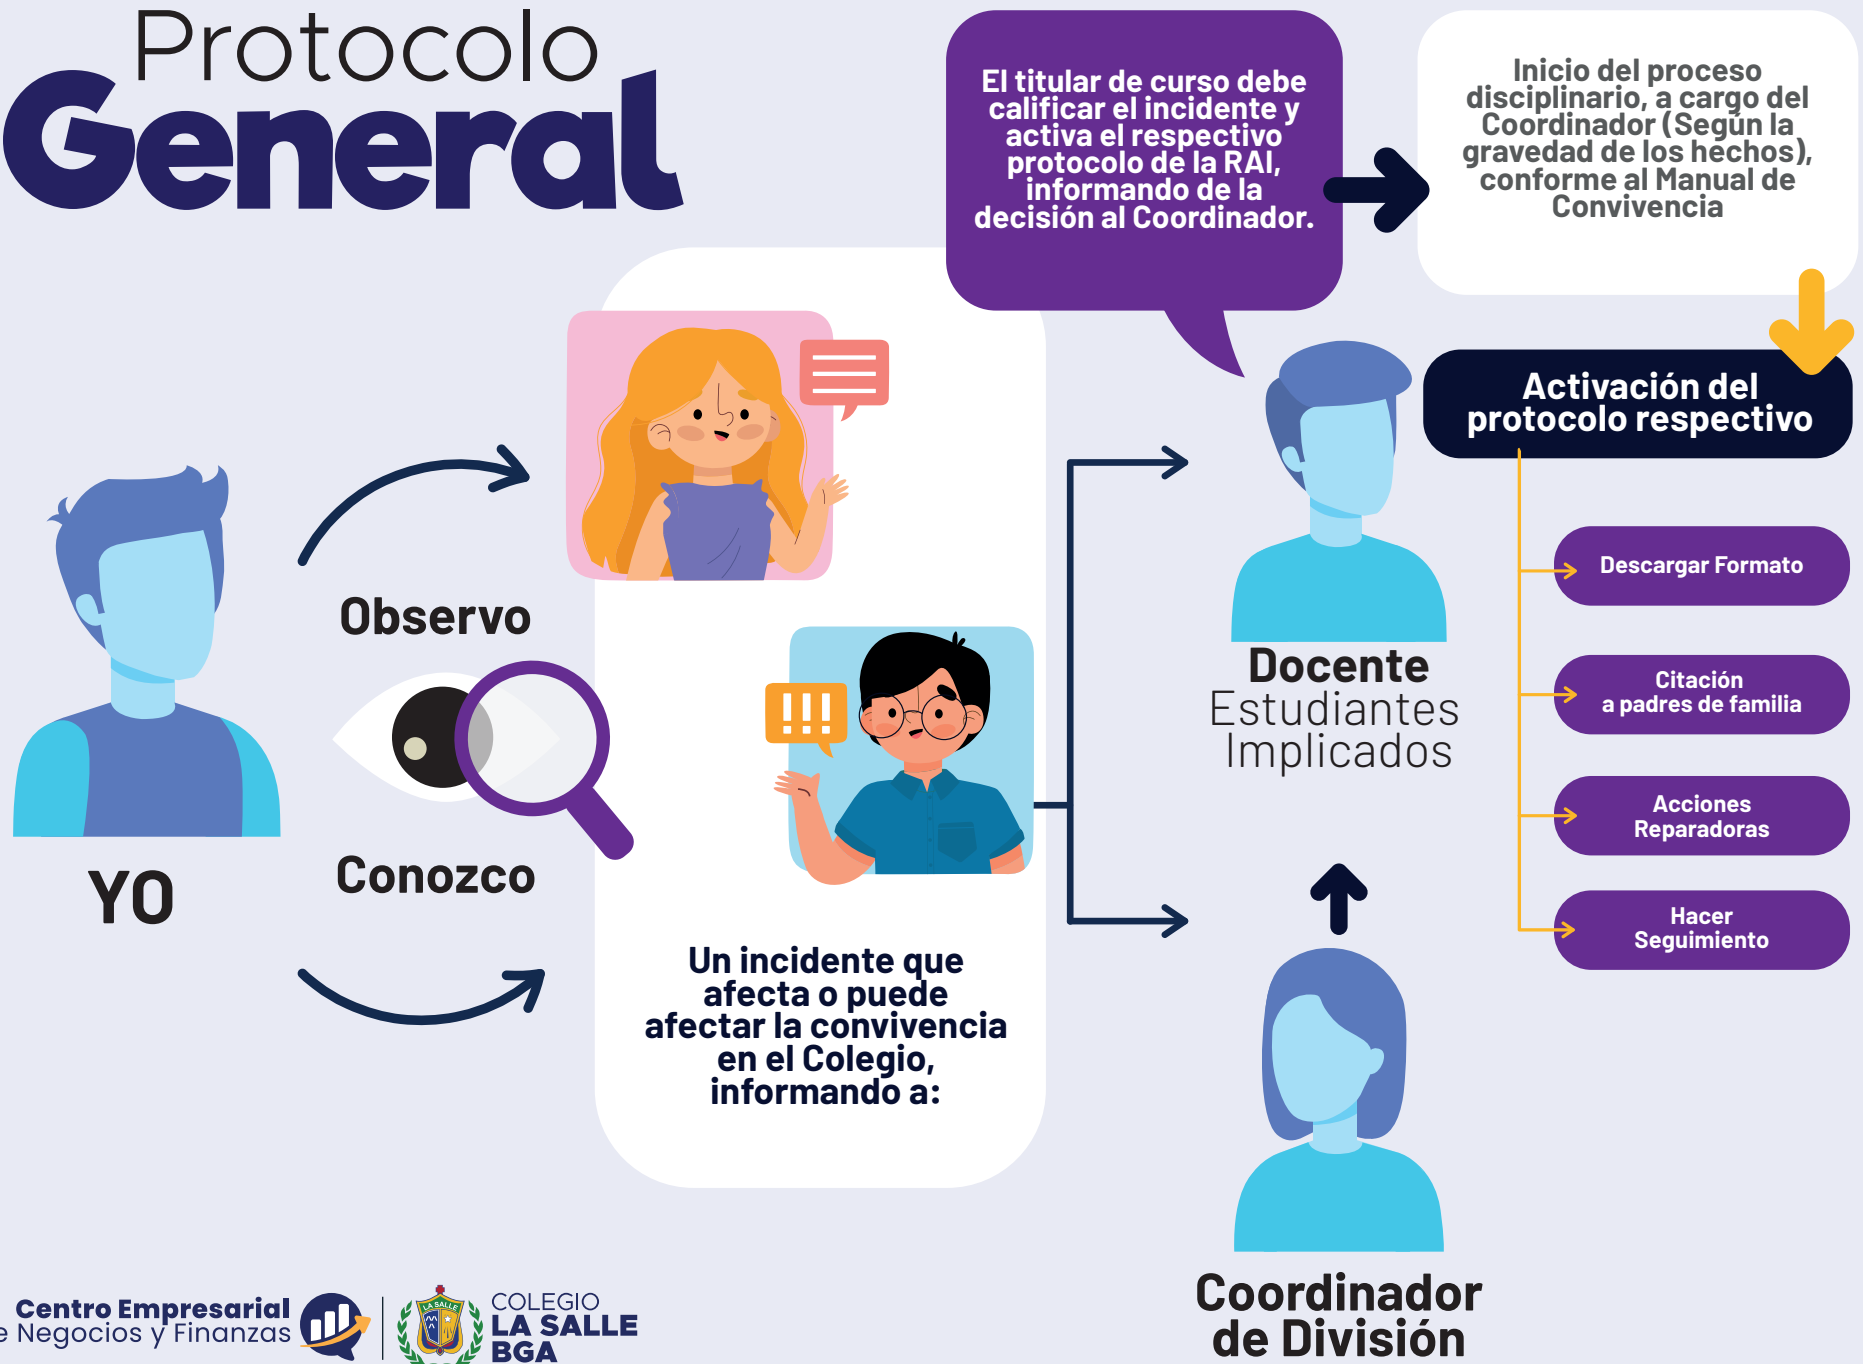 Protocolo
General
El titular de curso debe
calificar el incidente y
activa el respectivo
protocolo de la RAI,
informando de la
decisión al Coordinador.
Inicio del proceso
disciplinario, a cargo del
Coordinador (Según la
gravedad de los hechos),
conforme al Manual de
Convivencia
Activación del
protocolo respectivo
Descargar Formato
Citación
a padres de familia
Acciones
Reparadoras
Hacer
Seguimiento
Observo
Conozco
YO
!!!
Un incidente que
afecta o puede
afectar la convivencia
en el Colegio,
informando a:
Docente
Estudiantes
Implicados
Coordinador
de División
Centro Empresarial
e Negocios y Finanzas
LA SALLE
COLEGIO
LA SALLE
BGA